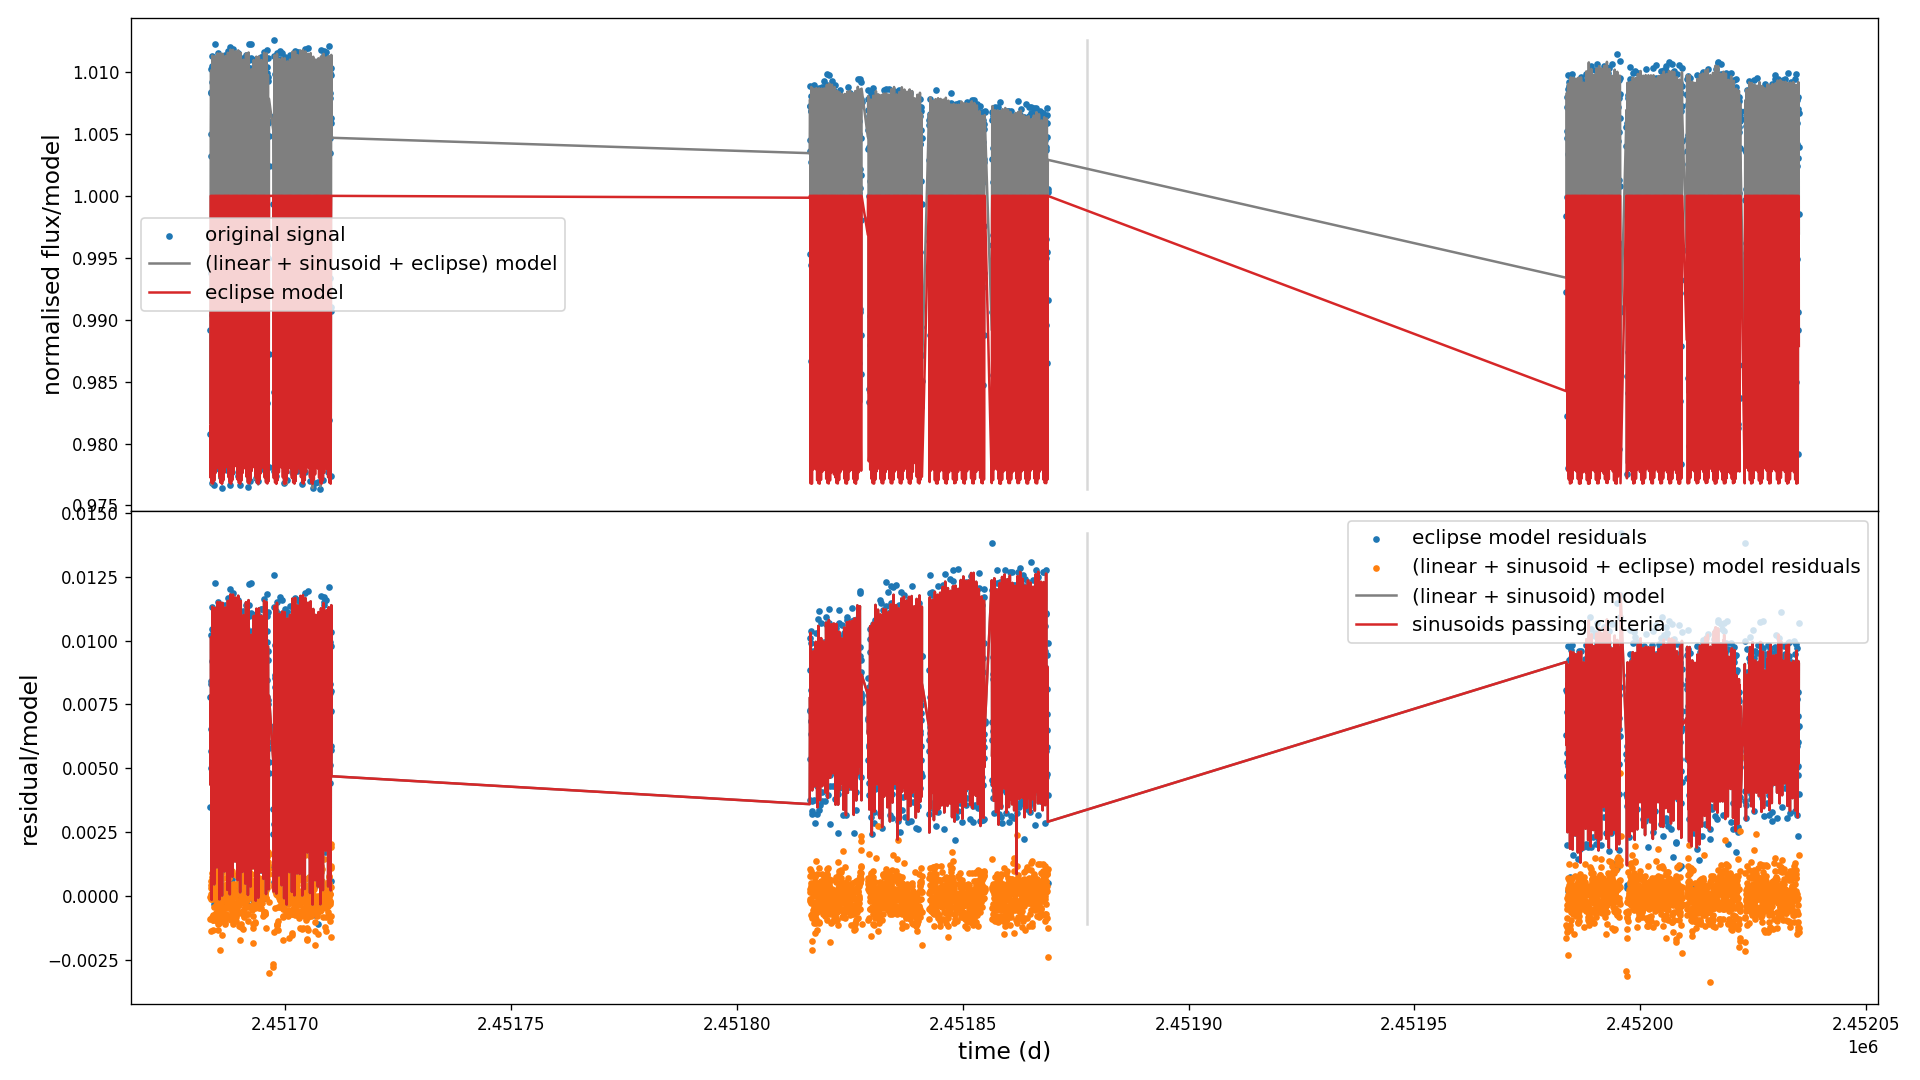 normalised flux/model
1.010
1.005
1.000
0.995
0.990
0.985
0.980
0.975
original signal
(linear + sinusoid + eclipse) model
eclipse model
residual/model
0.0150
0.0125
0.0100
0.0075
0.0050
0.0025
0.0000
−0.0025
eclipse model residuals
(linear + sinusoid + eclipse) model residuals
(linear + sinusoid) model
sinusoids passing criteria
2.45170 2.45175 2.45180 2.45185 2.45190 2.45195 2.45200 2.45205
1e6
time (d)